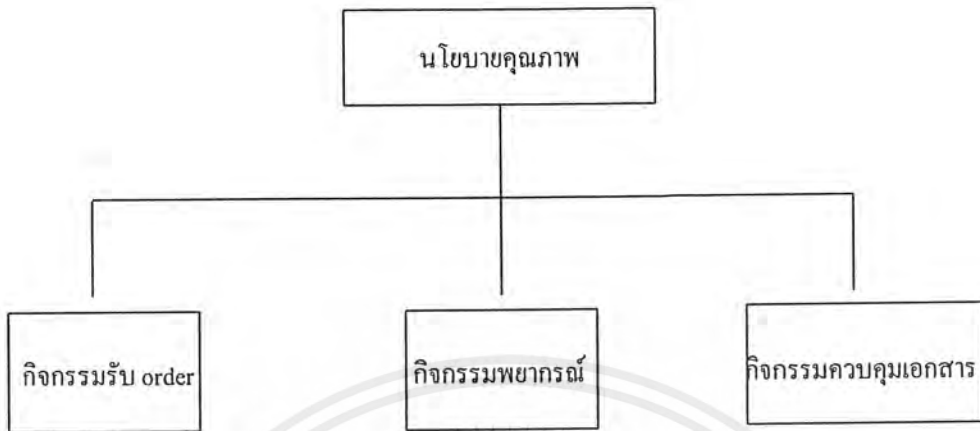 นโยบายคุณภาพ
กิจกรรมรับ order
กิจกรรมพยากรณ์
กิจกรรมควบคุมเอกสาร